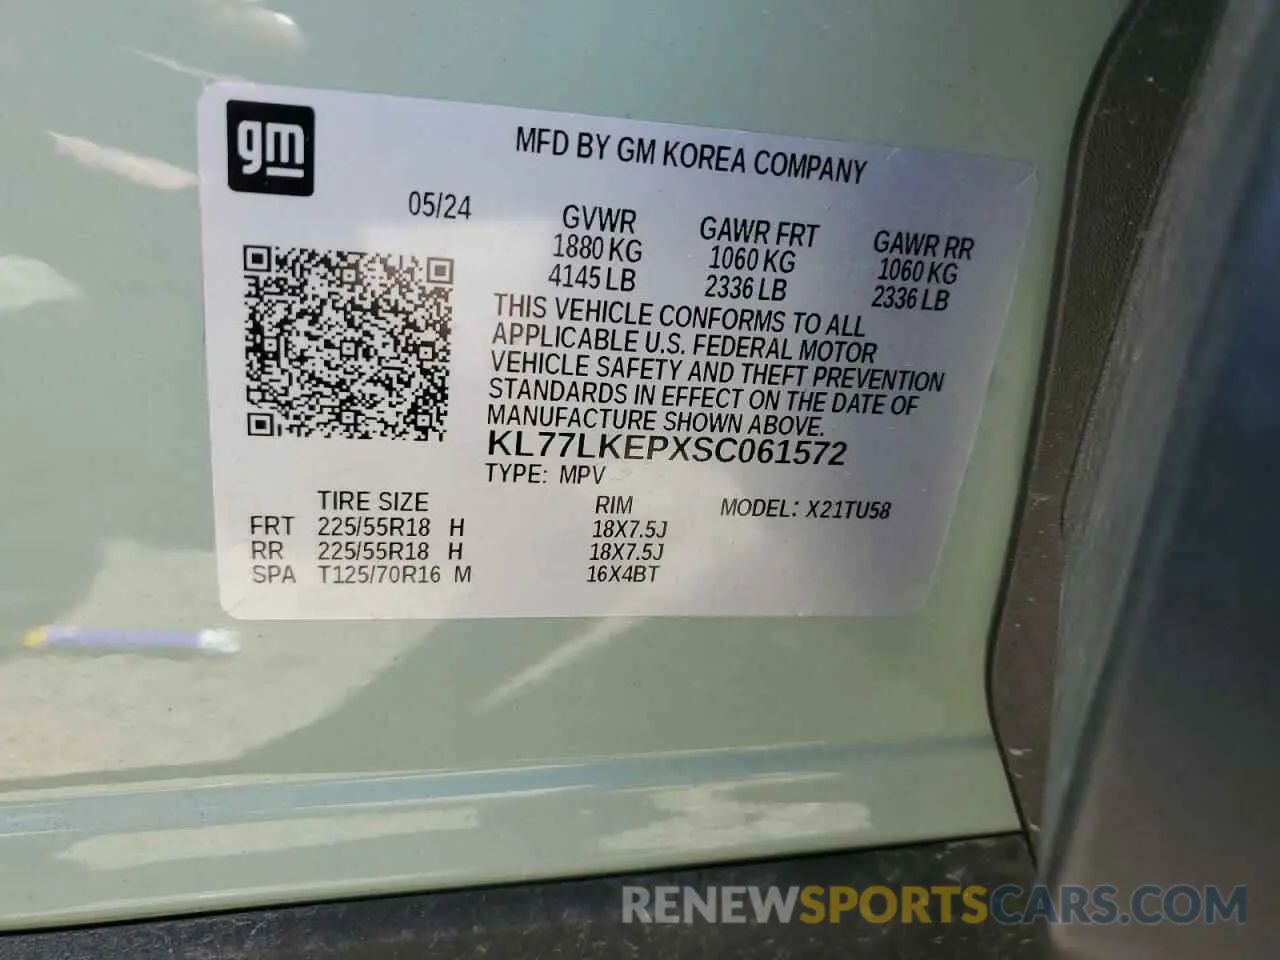 gm
MFD BY GM KOREA COMPANY
05/24
GVWR GAWR FRT GAWR RR
1880 KG 1060 KG 1060 KG
4145 LB 2336 LB 2336 LB
THIS VEHICLE CONFORMS TO ALL
APPLICABLE U.S. FEDERAL MOTOR
VEHICLE SAFETY AND THEFT PREVENTION
STANDARDS IN EFFECT ON THE DATE OF
MANUFACTURE SHOWN ABOVE.
KL77LKEPXSC061572
TYPE: MPV
TIRE SIZE RIM MODEL: X21TU58
FRT 225/55R18 H 18X7.5J
RR 225/55R18 H 18X7.5J
SPA T125/70R16 M 16X4BT
RENEWSPORTSCARS.COM